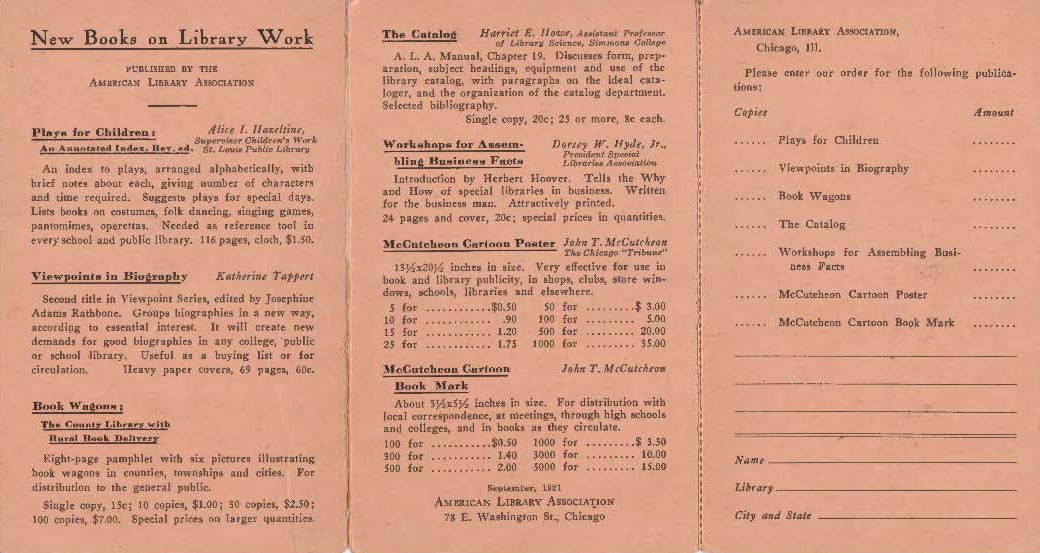 New Books on Library Work
PUBLISHED BY THE
AMERICAN LIBRARY ASSOCIATION
Plays for Children: Alice I. Hazeltine,
Supervisor Children's Work
An Annotated Index. Rev. ed. St. Louis Public Library
An index to plays, arranged alphabetically, with
brief notes about each, giving number of characters
and time required. Suggests plays for special days.
Lists books on costumes, folk dancing, singing games,
pantomimes, operettas. Needed as reference tool in
every school and public library. 116 pages, cloth, $1.50.
Viewpoints in Biography Katherine Tappert
Second title in Viewpoint Series, edited by Josephine
Adams Rathbone. Groups biographies in a new way,
according to essential interest. It will create new
demands for good biographies in any college, public
or school library. Useful as a buying list or for
circulation. Heavy paper covers, 69 pages, 60c.
Book Wagons:
The County Library with
Rural Book Delivery
Eight-page pamphlet with six pictures illustrating
book wagons in counties, townships and cities. For
distribution to the general public.
Single copy, 15c; 10 copies, $1.00; 30 copies, $2.50;
100 copies, $7.00. Special prices on larger quantities.
The Catalog Harriet E. Howe, Assistant Professor
of Library Science, Simmons College
A. L. A. Manual, Chapter 19. Discusses form, prep-
aration, subject headings, equipment and use of the
library catalog, with paragraphs on the ideal cata-
loger, and the organization of the catalog department.
Selected bibliography.
Single copy, 20c; 25 or more, 8c each.
Workshops for Assem- Dorsey W. Hyde, Jr.,
President Special
bling Business Facts Libraries Association
Introduction by Herbert Hoover. Tells the Why
and How of special libraries in business. Written
for the business man. Attractively printed.
24 pages and cover, 20c; special prices in quantities.
McCutcheon Cartoon Poster John T. McCutcheon
The Chicago "Tribune"
13½x20½ inches in size. Very effective for use in
book and library publicity, in shops, clubs, store win-
dows, schools, libraries and elsewhere.
5 for ...........$0.50 50 for .........$ 3.00
10 for ........... .90 100 for ......... 5.00
15 for ........... 1.20 500 for ......... 20.00
25 for ........... 1.75 1000 for ......... 35.00
McCutcheon Cartoon John T. McCutcheon
Book Mark
About 3½x5½ inches in size. For distribution with
local correspondence, at meetings, through high schools
and colleges, and in books as they circulate.
100 for ...........$0.50 1000 for .........$ 3.50
300 for ........... 1.40 3000 for ......... 10.00
500 for ........... 2.00 5000 for ......... 15.00
September, 1921
AMERICAN LIBRARY ASSOCIATION
78 E. Washington St., Chicago
AMERICAN LIBRARY ASSOCIATION,
Chicago, Ill.
Please enter our order for the following publica-
tions:
Copies Amount
...... Plays for Children ........
...... Viewpoints in Biography ........
...... Book Wagons ........
...... The Catalog ........
...... Workshops for Assembling Busi-
ness Facts ........
...... McCutcheon Cartoon Poster ........
...... McCutcheon Cartoon Book Mark ........
Name
Library
City and State